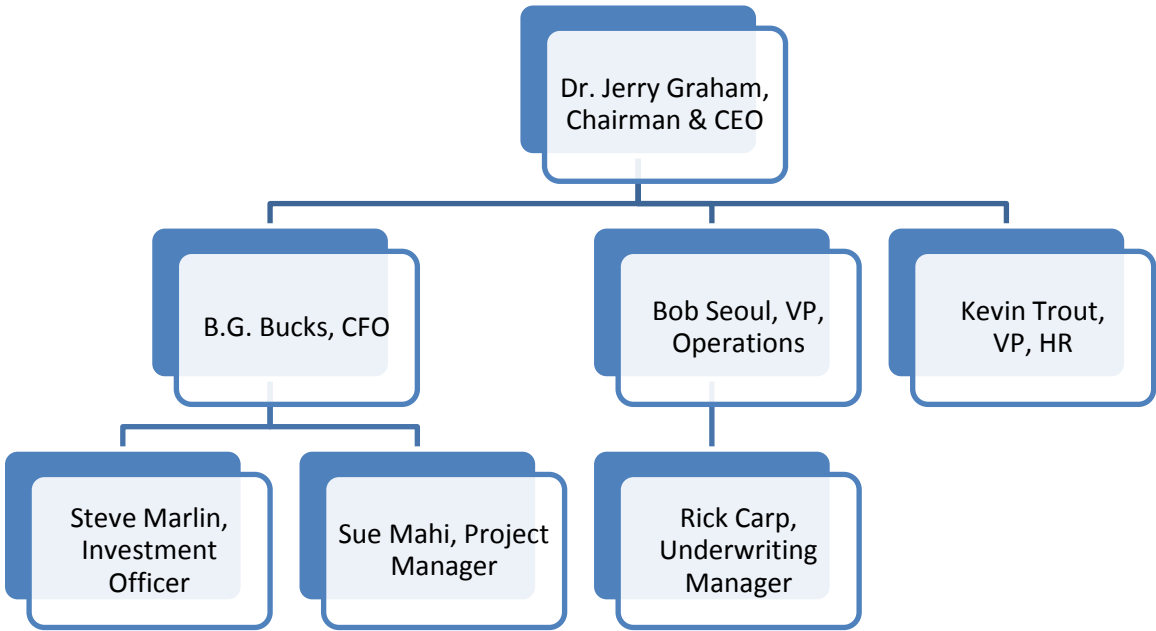 Dr. Jerry Graham,
Chairman & CEO
B.G. Bucks, CFO
Bob Seoul, VP,
Operations
Kevin Trout,
VP, HR
Steve Marlin,
Investment
Officer
Sue Mahi, Project
Manager
Rick Carp,
Underwriting
Manager